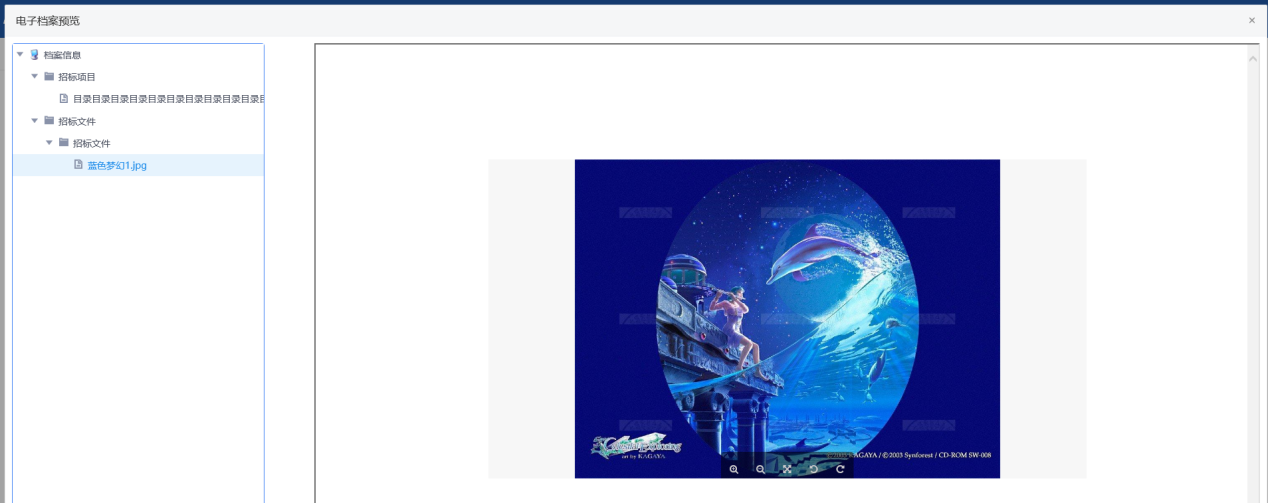 电子档案预览
档案信息
招标项目
目录目录目录目录目录目录目录目录目录目录目
招标文件
招标文件
蓝色梦幻1.jpg
art by KAGAYA
©2003 KAGAYA / ©2003 Synforest / CD-ROM SW-008